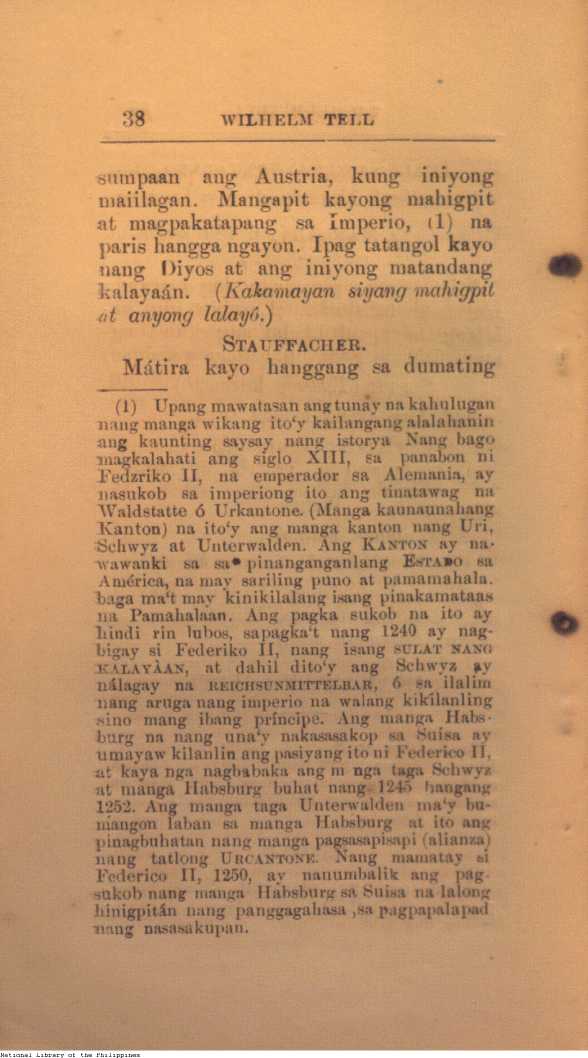 38 WILHELM TELL
sumpaan ang Austria, kung iniyong
maiilagan. Mangapit kayong mahigpit
at magpakatapang sa Imperio, (1) na
paris hangga ngayon. Ipag tatangol kayo
nang Diyos at ang iniyong matandang
kalayaán. (Kakamayan siyang mahigpit
at anyong lalayó.)
STAUFFACHER.
Mátira kayo hanggang sa dumating
(1) Upang mawatasan ang tunáy na kahulugan
nang manga wikang ito'y kailangang alalahanin
ang kaunting saysay nang istorya Nang bago
magkalahati ang siglo XIII, sa panabon ni
Fedzriko II, na emperador sa Alemania, ay
nasukob sa imperiong ito ang tinatawag na
Waldstatte ó Urkantone. (Manga kaunaunahang
Kanton) na ito'y ang manga kanton nang Uri,
Schwyz at Unterwalden. Ang KANTON ay na-
wawanki sa sa pinanganganlang ESTADO sa
América, na may sariling puno at pamamahala.
baga ma't may kinikilalang isang pinakamataas
na Pamahalaan. Ang pagka sukob na ito ay
hindi rin lubos, sapagka't nang 1240 ay nag-
bigay si Federiko II, nang isang SULAT NANG
KALAYÀAN, at dahil dito'y ang Schwyz ay
nálagay na REICHSUNMITTELBAR, ó sa ilalim
nang aruga nang imperio na walang kikilanling
sino mang ibang príncipe. Ang manga Habs-
burg na nang una'y nakasasakop sa Suisa ay
umayaw kilanlin ang pasiyang ito ni Federico II,
at kaya nga nagbabaka ang m nga taga Schwyz
at manga Habsburg buhat nang 1245 hangang
1252. Ang manga taga Unterwalden ma'y bu-
mangon laban sa manga Habsburg at ito ang
pinagbuhatan nang manga pagsasapisapi (alianza)
nang tatlong URCANTONE. Nang mamatay si
Federico II, 1250, ay nanumbalik ang pag-
sukob nang manga Habsburg sa Suisa na lalong
hinigpitán nang panggagahasa ,sa pagpapalapad
nang nasasakupan.
National Library of the Philippines